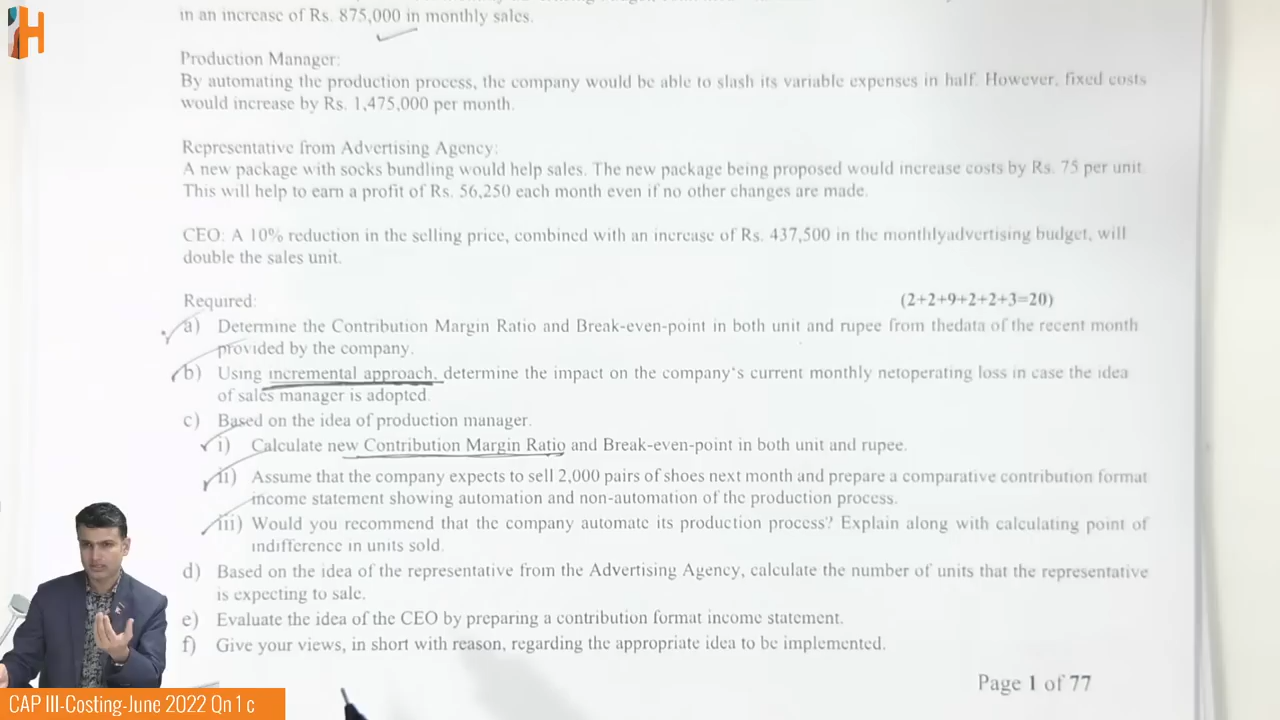 in an increase of Rs. 875,000 in monthly sales.
Production Manager:
By automating the production process, the company would be able to slash its variable expenses in half. However, fixed costs
would increase by Rs. 1,475,000 per month.
Representative from Advertising Agency:
A new package with socks bundling would help sales. The new package being proposed would increase costs by Rs. 75 per unit.
This will help to earn a profit of Rs. 56,250 each month even if no other changes are made.
CEO: A 10% reduction in the selling price, combined with an increase of Rs. 437,500 in the monthlyadvertising budget, will
double the sales unit.
Required:
(2+2+9+2+2+3=20)
a) Determine the Contribution Margin Ratio and Break-even-point in both unit and rupee from thedata of the recent month
provided by the company.
b) Using incremental approach, determine the impact on the company's current monthly netoperating loss in case the idea
of sales manager is adopted.
c) Based on the idea of production manager.
i) Calculate new Contribution Margin Ratio and Break-even-point in both unit and rupee.
ii) Assume that the company expects to sell 2,000 pairs of shoes next month and prepare a comparative contribution format
income statement showing automation and non-automation of the production process.
iii) Would you recommend that the company automate its production process? Explain along with calculating point of
indifference in units sold.
d) Based on the idea of the representative from the Advertising Agency, calculate the number of units that the representative
is expecting to sale.
e) Evaluate the idea of the CEO by preparing a contribution format income statement.
f) Give your views, in short with reason, regarding the appropriate idea to be implemented.
Page 1 of 77
CAP III-Costing-June 2022 Qn 1 c